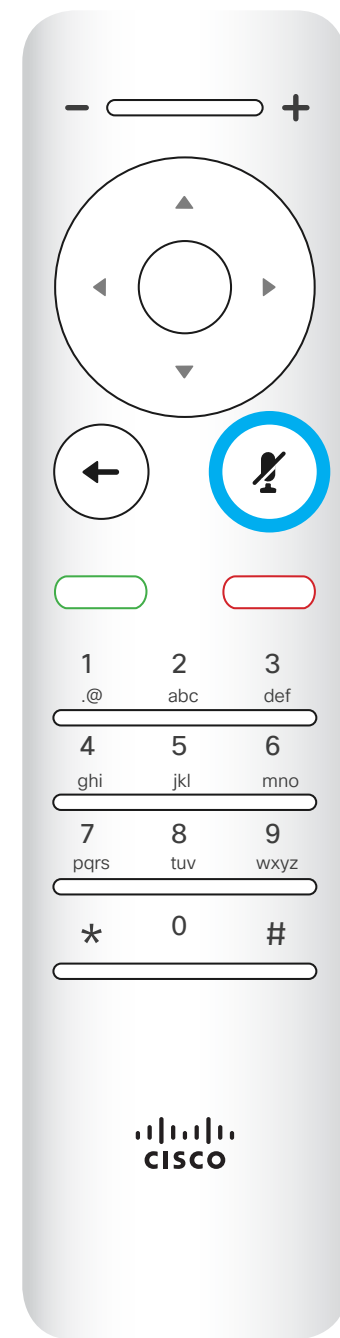 - +
1 2 3
.@ abc def
4 5 6
ghi jkl mno
7 8 9
pqrs tuv wxyz
* 0 #
CISCO